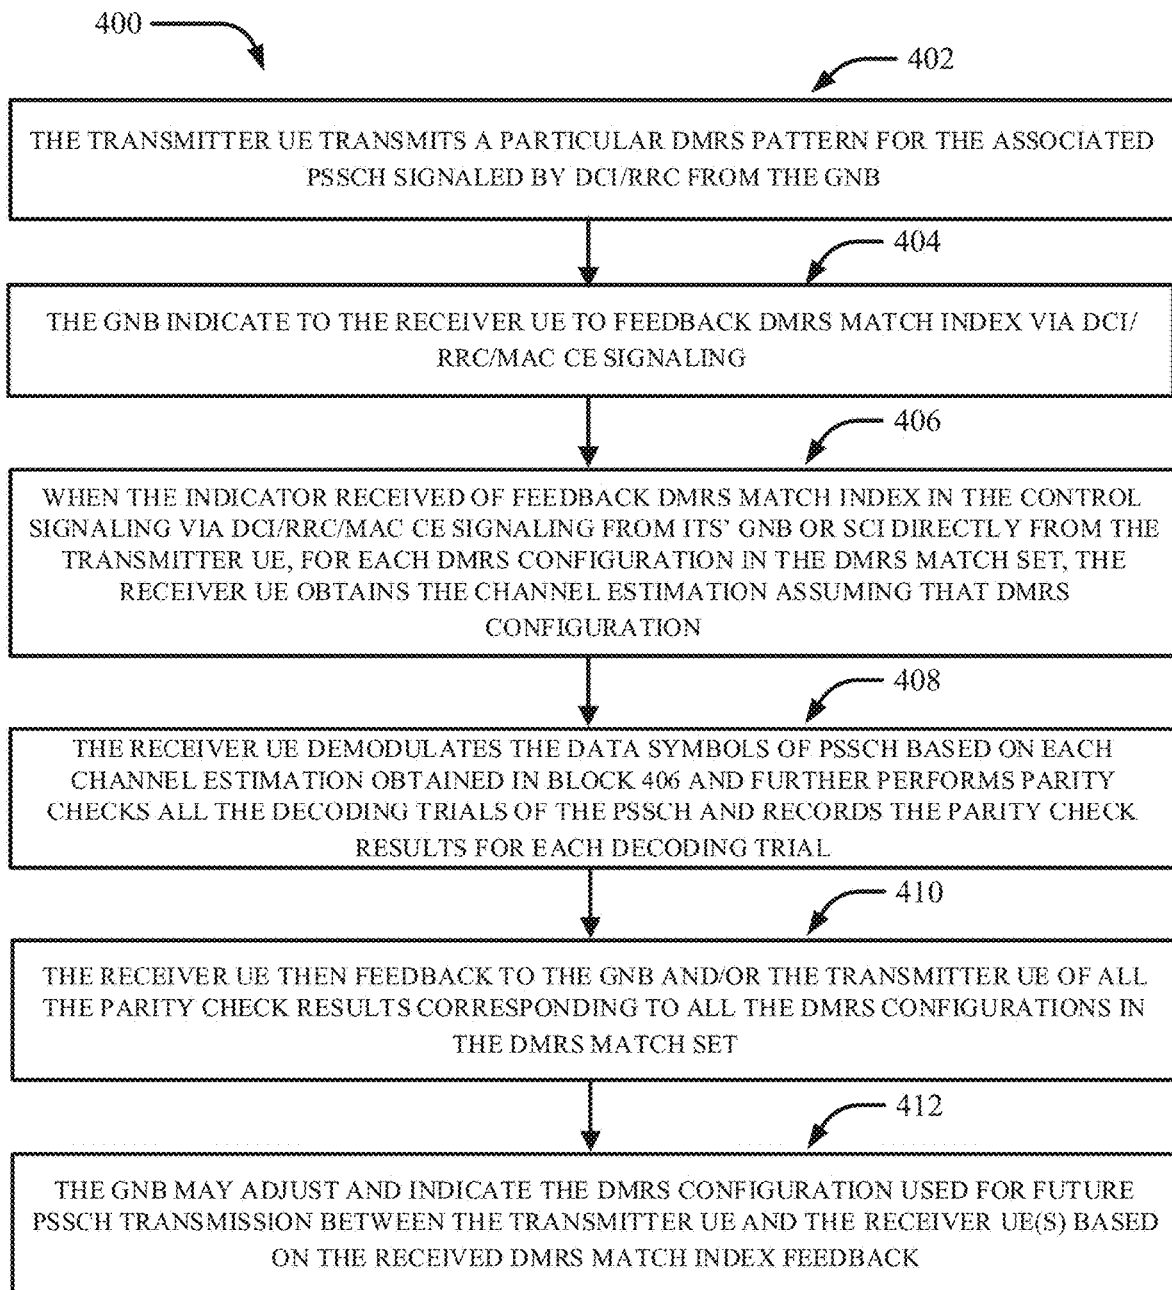 400
402
THE TRANSMITTER UE TRANSMITS A PARTICULAR DMRS PATTERN FOR THE ASSOCIATED
PSSCH SIGNALED BY DCI/RRC FROM THE GNB
404
THE GNB INDICATE TO THE RECEIVER UE TO FEEDBACK DMRS MATCH INDEX VIA DCI/
RRC/MAC CE SIGNALING
406
WHEN THE INDICATOR RECEIVED OF FEEDBACK DMRS MATCH INDEX IN THE CONTROL
SIGNALING VIA DCI/RRC/MAC CE SIGNALING FROM ITS' GNB OR SCI DIRECTLY FROM THE
TRANSMITTER UE, FOR EACH DMRS CONFIGURATION IN THE DMRS MATCH SET, THE
RECEIVER UE OBTAINS THE CHANNEL ESTIMATION ASSUMING THAT DMRS
CONFIGURATION
408
THE RECEIVER UE DEMODULATES THE DATA SYMBOLS OF PSSCH BASED ON EACH
CHANNEL ESTIMATION OBTAINED IN BLOCK 406 AND FURTHER PERFORMS PARITY
CHECKS ALL THE DECODING TRIALS OF THE PSSCH AND RECORDS THE PARITY CHECK
RESULTS FOR EACH DECODING TRIAL
410
THE RECEIVER UE THEN FEEDBACK TO THE GNB AND/OR THE TRANSMITTER UE OF ALL
THE PARITY CHECK RESULTS CORRESPONDING TO ALL THE DMRS CONFIGURATIONS IN
THE DMRS MATCH SET
412
THE GNB MAY ADJUST AND INDICATE THE DMRS CONFIGURATION USED FOR FUTURE
PSSCH TRANSMISSION BETWEEN THE TRANSMITTER UE AND THE RECEIVER UE(S) BASED
ON THE RECEIVED DMRS MATCH INDEX FEEDBACK